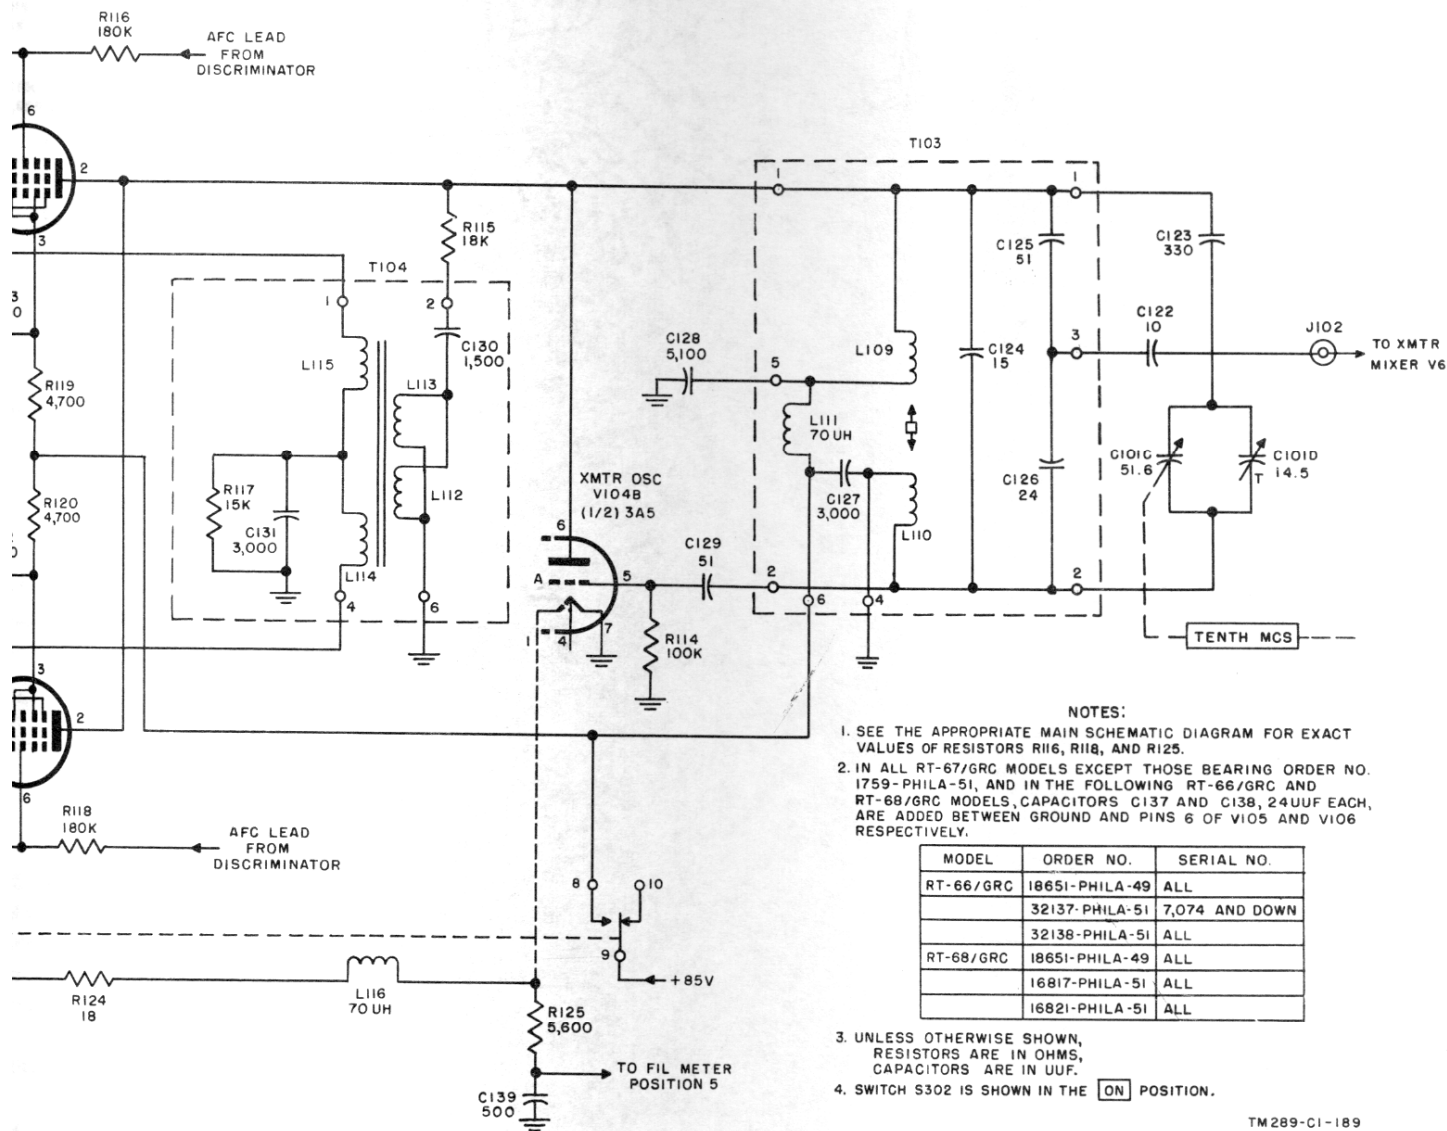 R116
180K
AFC LEAD
FROM
DISCRIMINATOR
6
2
3
T103
1
1
R115
18K
T104
1
2
C130
1,500
L115
L113
L112
R117
15K
C131
3,000
L114
4
6
3
0
R119
4,700
R120
4,700
C128
5,100
5
L109
L111
70 UH
C127
3,000
L110
C124
15
C125
51
C126
24
3
C123
330
C122
10
J102
TO XMTR
MIXER V6
C101C
51.6
C101D
14.5
T
XMTR OSC
V104B
(1/2) 3A5
6
A
5
1
4
7
C129
51
2
6
4
2
R114
100K
TENTH MCS
3
2
6
R118
180K
AFC LEAD
FROM
DISCRIMINATOR
8
10
9
+85V
R124
18
L116
70 UH
R125
5,600
TO FIL METER
POSITION 5
C139
500
NOTES:
1. SEE THE APPROPRIATE MAIN SCHEMATIC DIAGRAM FOR EXACT
VALUES OF RESISTORS R116, R118, AND R125.
2. IN ALL RT-67/GRC MODELS EXCEPT THOSE BEARING ORDER NO.
1759-PHILA-51, AND IN THE FOLLOWING RT-66/GRC AND
RT-68/GRC MODELS, CAPACITORS C137 AND C138, 24UUF EACH,
ARE ADDED BETWEEN GROUND AND PINS 6 OF V105 AND V106
RESPECTIVELY.
MODEL ORDER NO. SERIAL NO.
RT-66/GRC 18651-PHILA-49 ALL
32137-PHILA-51 7,074 AND DOWN
32138-PHILA-51 ALL
RT-68/GRC 18651-PHILA-49 ALL
16817-PHILA-51 ALL
16821-PHILA-51 ALL
3. UNLESS OTHERWISE SHOWN,
RESISTORS ARE IN OHMS,
CAPACITORS ARE IN UUF.
4. SWITCH S302 IS SHOWN IN THE ON POSITION.
TM289-C1-189